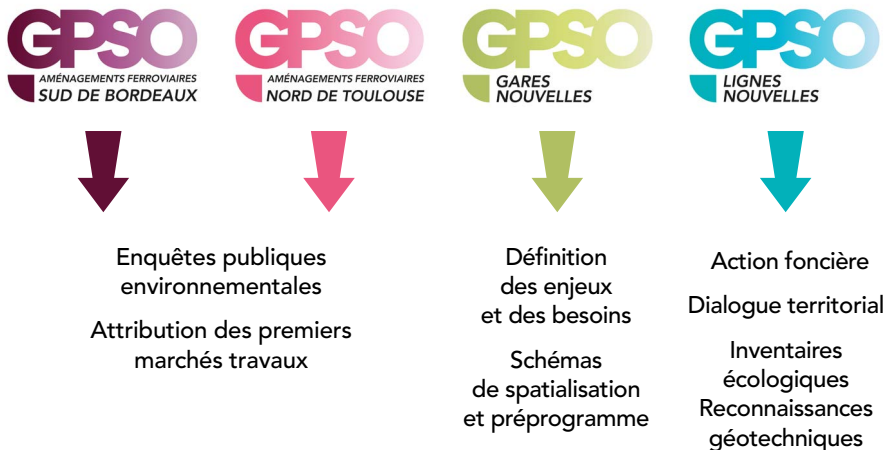 GPSO
AMÉNAGEMENTS FERROVIAIRES
SUD DE BORDEAUX
GPSO
AMÉNAGEMENTS FERROVIAIRES
NORD DE TOULOUSE
GPSO
GARES
NOUVELLES
GPSO
LIGNES
NOUVELLES
Enquêtes publiques
environnementales
Attribution des premiers
marchés travaux
Définition
des enjeux
et des besoins
Schémas
de spatialisation
et préprogramme
Action foncière
Dialogue territorial
Inventaires
écologiques
Reconnaissances
géotechniques